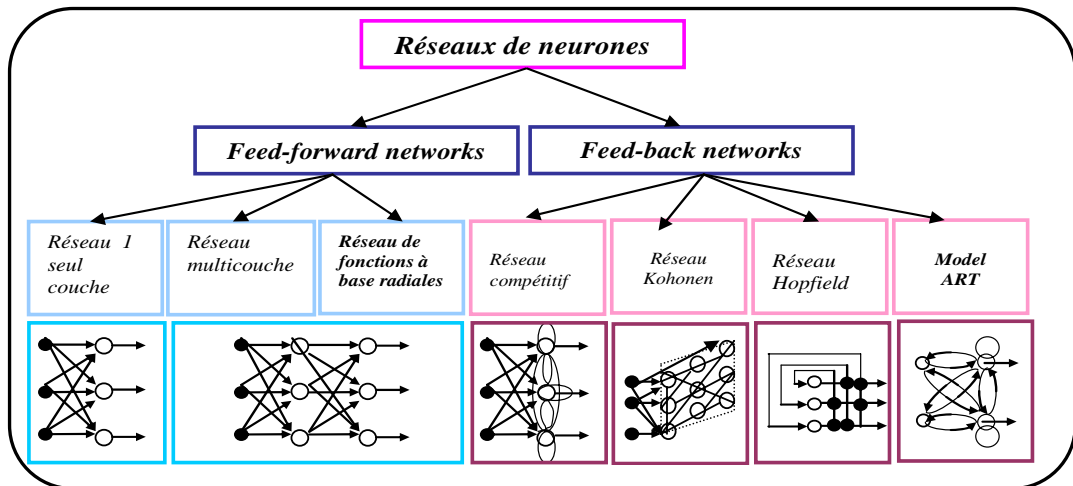 Réseaux de neurones
Feed-forward networks
Feed-back networks
Réseau 1
seul
couche
Réseau
multicouche
Réseau de
fonctions à
base radiales
Réseau
compétitif
Réseau
Kohonen
Réseau
Hopfield
Model
ART